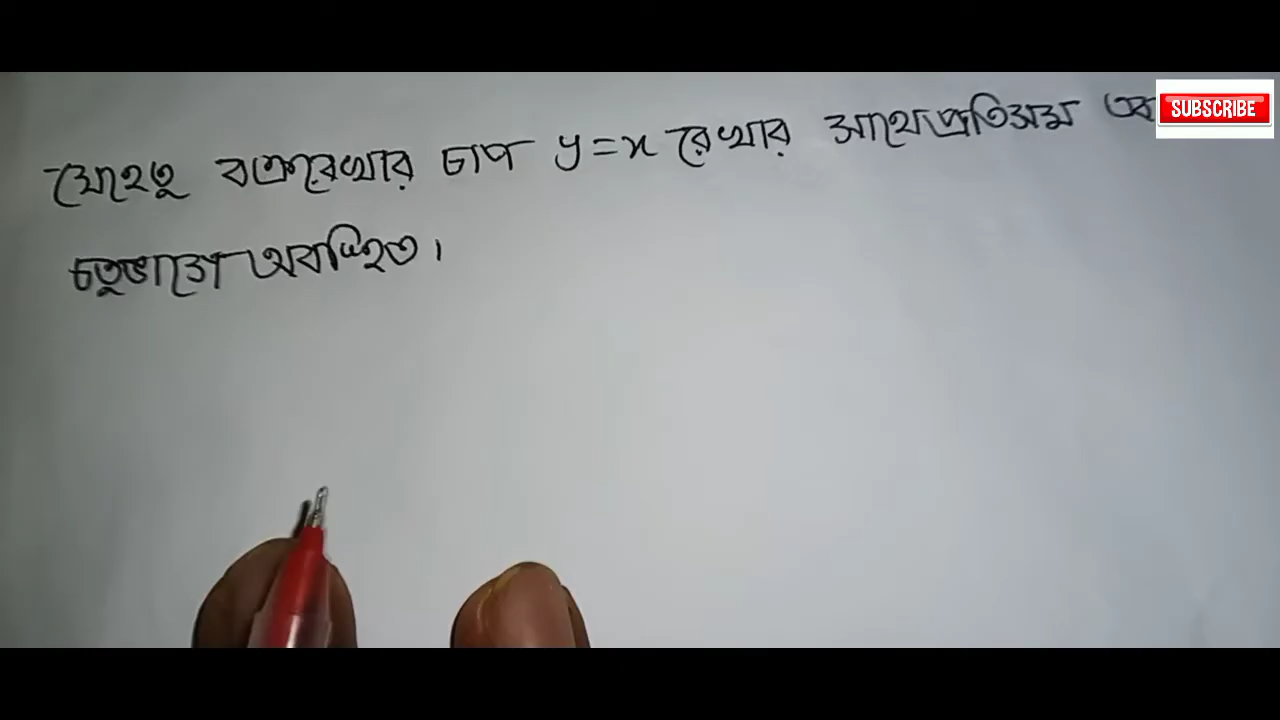 যেহেতু বক্ররেখার চাপ y = x রেখার সাথে প্রতিসম
চতুর্ভাগে অবস্থিত।
SUBSCRIBE